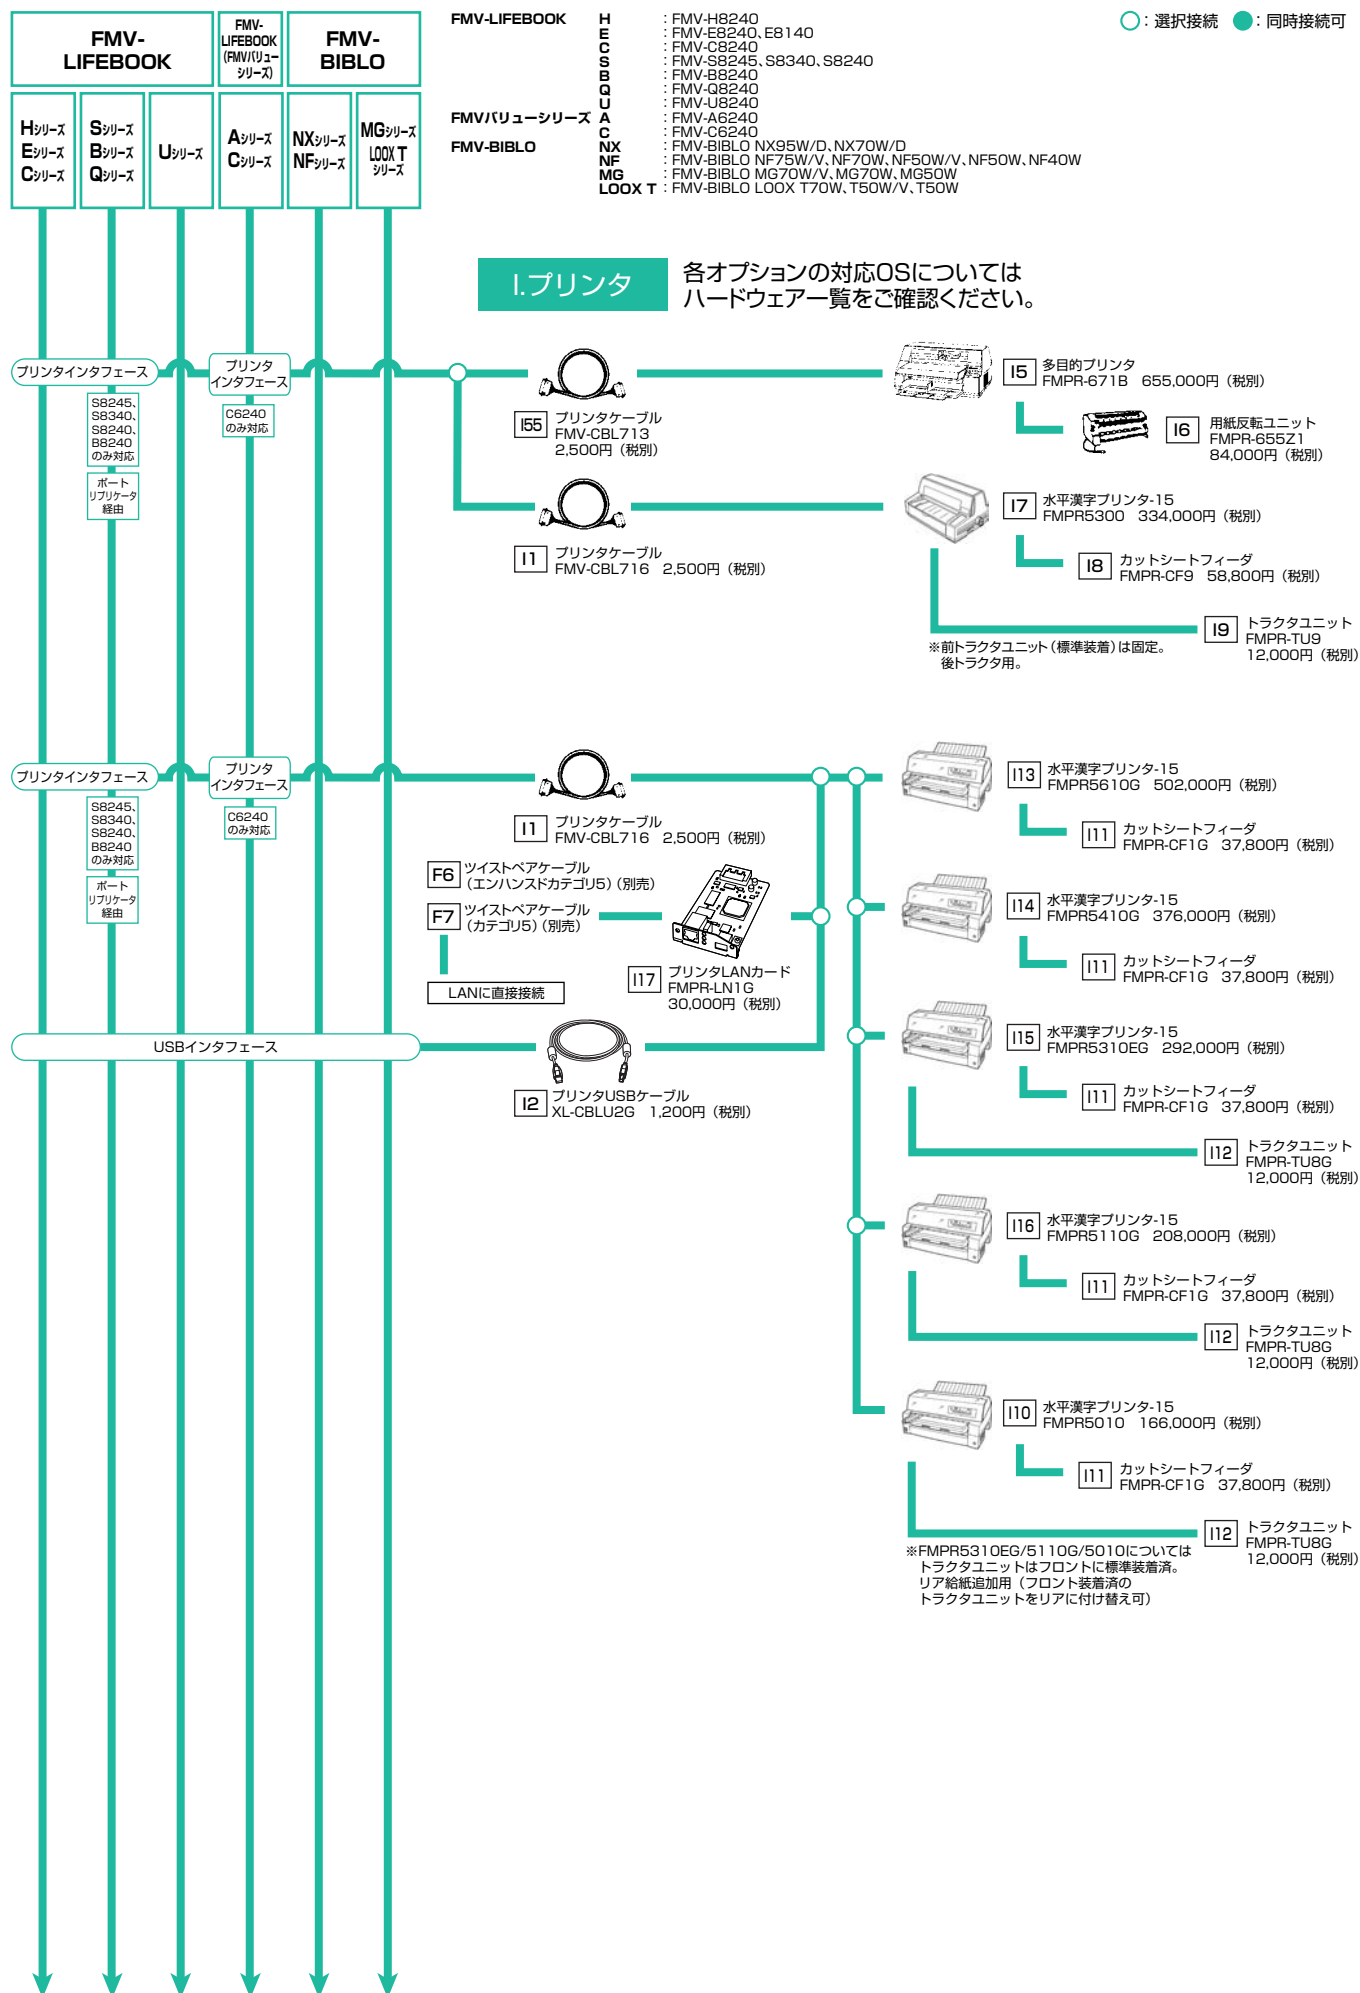 FMV-
LIFEBOOK
FMV-
LIFEBOOK
(FMVバリュー
シリーズ)
FMV-
BIBLO
Hシリーズ
Eシリーズ
Cシリーズ
Sシリーズ
Bシリーズ
Qシリーズ
Uシリーズ
Aシリーズ
Cシリーズ
NXシリーズ
NFシリーズ
MGシリーズ
LOOX T
シリーズ
FMV-LIFEBOOK H : FMV-H8240
E : FMV-E8240、E8140
C : FMV-C8240
S : FMV-S8245、S8340、S8240
B : FMV-B8240
Q : FMV-Q8240
U : FMV-U8240
FMVバリューシリーズ A : FMV-A6240
C : FMV-C6240
FMV-BIBLO NX : FMV-BIBLO NX95W/D、NX70W/D
NF : FMV-BIBLO NF75W/V、NF70W、NF50W/V、NF50W、NF40W
MG : FMV-BIBLO MG70W/V、MG70W、MG50W
LOOX T : FMV-BIBLO LOOX T70W、T50W/V、T50W
○：選択接続 ●：同時接続可
I.プリンタ
各オプションの対応OSについては
ハードウェア一覧をご確認ください。
プリンタインタフェース
S8245、
S8340、
S8240、
B8240
のみ対応
ポート
リプリケータ
経由
プリンタ
インタフェース
C6240
のみ対応
I55 プリンタケーブル
FMV-CBL713
2,500円（税別）
I5 多目的プリンタ
FMPR-671B 655,000円（税別）
I6 用紙反転ユニット
FMPR-655Z1
84,000円（税別）
I1 プリンタケーブル
FMV-CBL716 2,500円（税別）
I7 水平漢字プリンタ-15
FMPR5300 334,000円（税別）
I8 カットシートフィーダ
FMPR-CF9 58,800円（税別）
I9 トラクタユニット
FMPR-TU9
12,000円（税別）
※前トラクタユニット（標準装着）は固定。
後トラクタ用。
プリンタインタフェース
S8245、
S8340、
S8240、
B8240
のみ対応
ポート
リプリケータ
経由
プリンタ
インタフェース
C6240
のみ対応
I1 プリンタケーブル
FMV-CBL716 2,500円（税別）
F6 ツイストペアケーブル
（エンハンスドカテゴリ5）（別売）
F7 ツイストペアケーブル
（カテゴリ5）（別売）
LANに直接接続
I17 プリンタLANカード
FMPR-LN1G
30,000円（税別）
USBインタフェース
I2 プリンタUSBケーブル
XL-CBLU2G 1,200円（税別）
I13 水平漢字プリンタ-15
FMPR5610G 502,000円（税別）
I11 カットシートフィーダ
FMPR-CF1G 37,800円（税別）
I14 水平漢字プリンタ-15
FMPR5410G 376,000円（税別）
I11 カットシートフィーダ
FMPR-CF1G 37,800円（税別）
I15 水平漢字プリンタ-15
FMPR5310EG 292,000円（税別）
I11 カットシートフィーダ
FMPR-CF1G 37,800円（税別）
I12 トラクタユニット
FMPR-TU8G
12,000円（税別）
I16 水平漢字プリンタ-15
FMPR5110G 208,000円（税別）
I11 カットシートフィーダ
FMPR-CF1G 37,800円（税別）
I12 トラクタユニット
FMPR-TU8G
12,000円（税別）
I10 水平漢字プリンタ-15
FMPR5010 166,000円（税別）
I11 カットシートフィーダ
FMPR-CF1G 37,800円（税別）
I12 トラクタユニット
FMPR-TU8G
12,000円（税別）
※FMPR5310EG/5110G/5010については
トラクタユニットはフロントに標準装着済。
リア給紙追加用（フロント装着済の
トラクタユニットをリアに付け替え可）